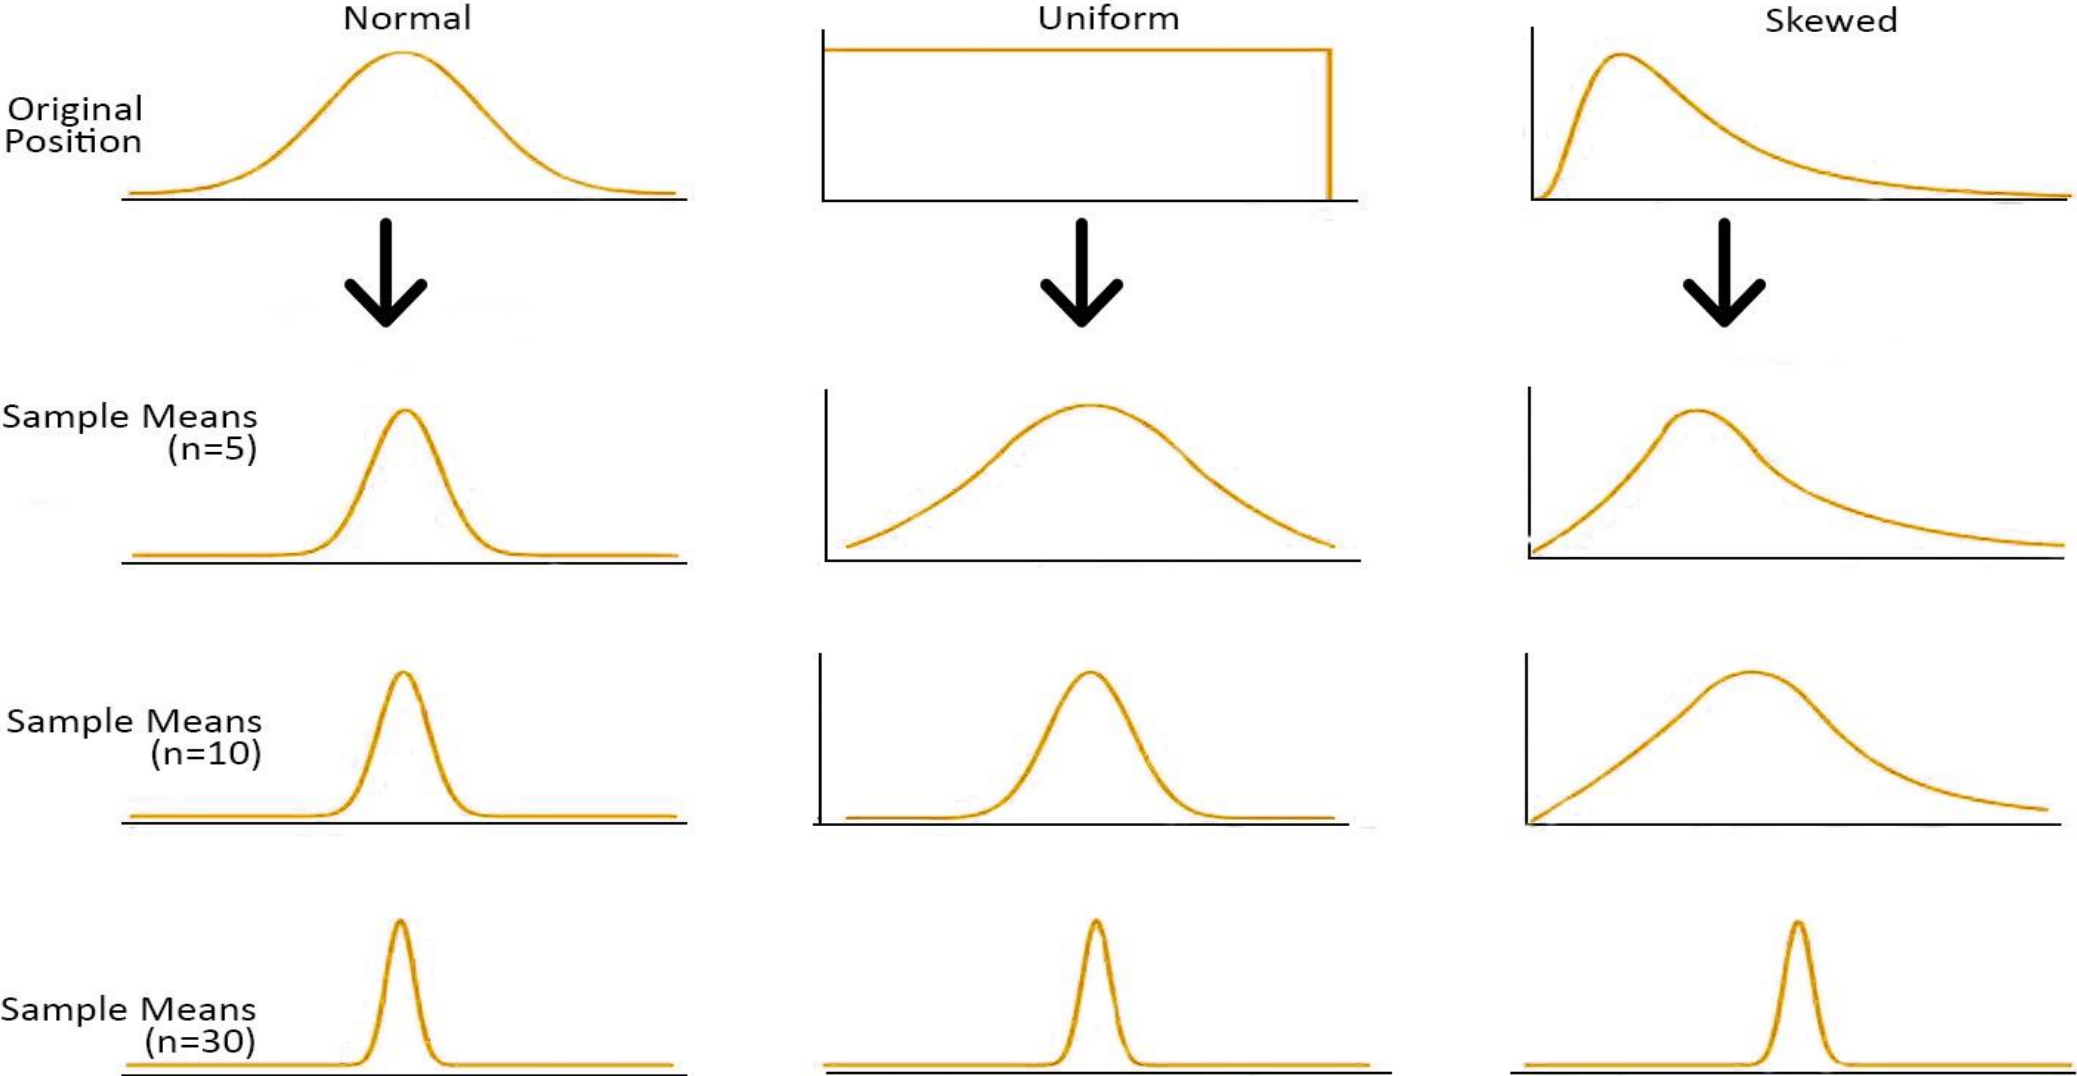 Normal
Uniform
Skewed
Original
Position
Sample Means
(n=5)
Sample Means
(n=10)
Sample Means
(n=30)